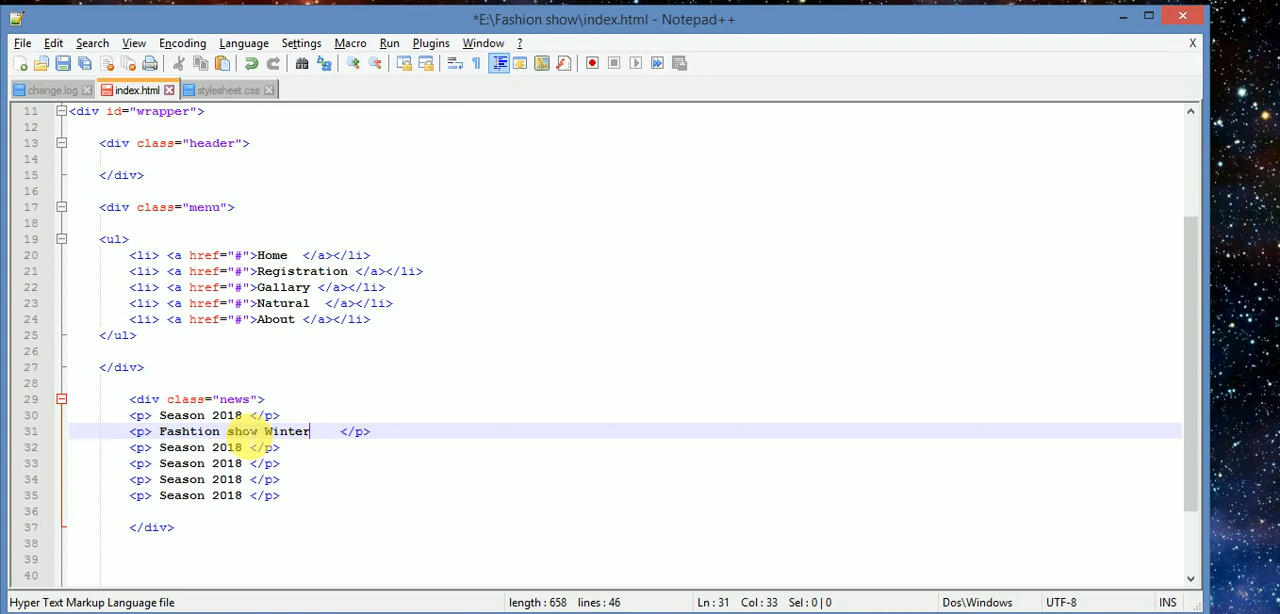 *E:\Fashion show\index.html - Notepad++
File Edit Search View Encoding Language Settings Macro Run Plugins Window ? X
change.log index.html stylesheet.css
11 <div id="wrapper">
12
13 <div class="header">
14
15 </div>
16
17 <div class="menu">
18
19 <ul>
20 <li> <a href="#">Home </a></li>
21 <li> <a href="#">Registration </a></li>
22 <li> <a href="#">Gallary </a></li>
23 <li> <a href="#">Natural </a></li>
24 <li> <a href="#">About </a></li>
25 </ul>
26
27 </div>
28
29 <div class="news">
30 <p> Season 2018 </p>
31 <p> Fashtion show Winter </p>
32 <p> Season 2018 </p>
33 <p> Season 2018 </p>
34 <p> Season 2018 </p>
35 <p> Season 2018 </p>
36
37 </div>
38
39
40
Hyper Text Markup Language file length : 658 lines : 46 Ln : 31 Col : 33 Sel : 0 | 0 Dos\Windows UTF-8 INS